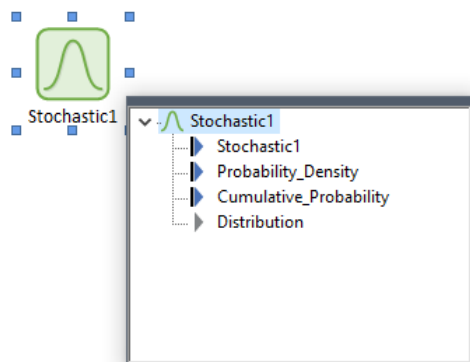 Stochastic1
Stochastic1
Stochastic1
Probability_Density
Cumulative_Probability
Distribution